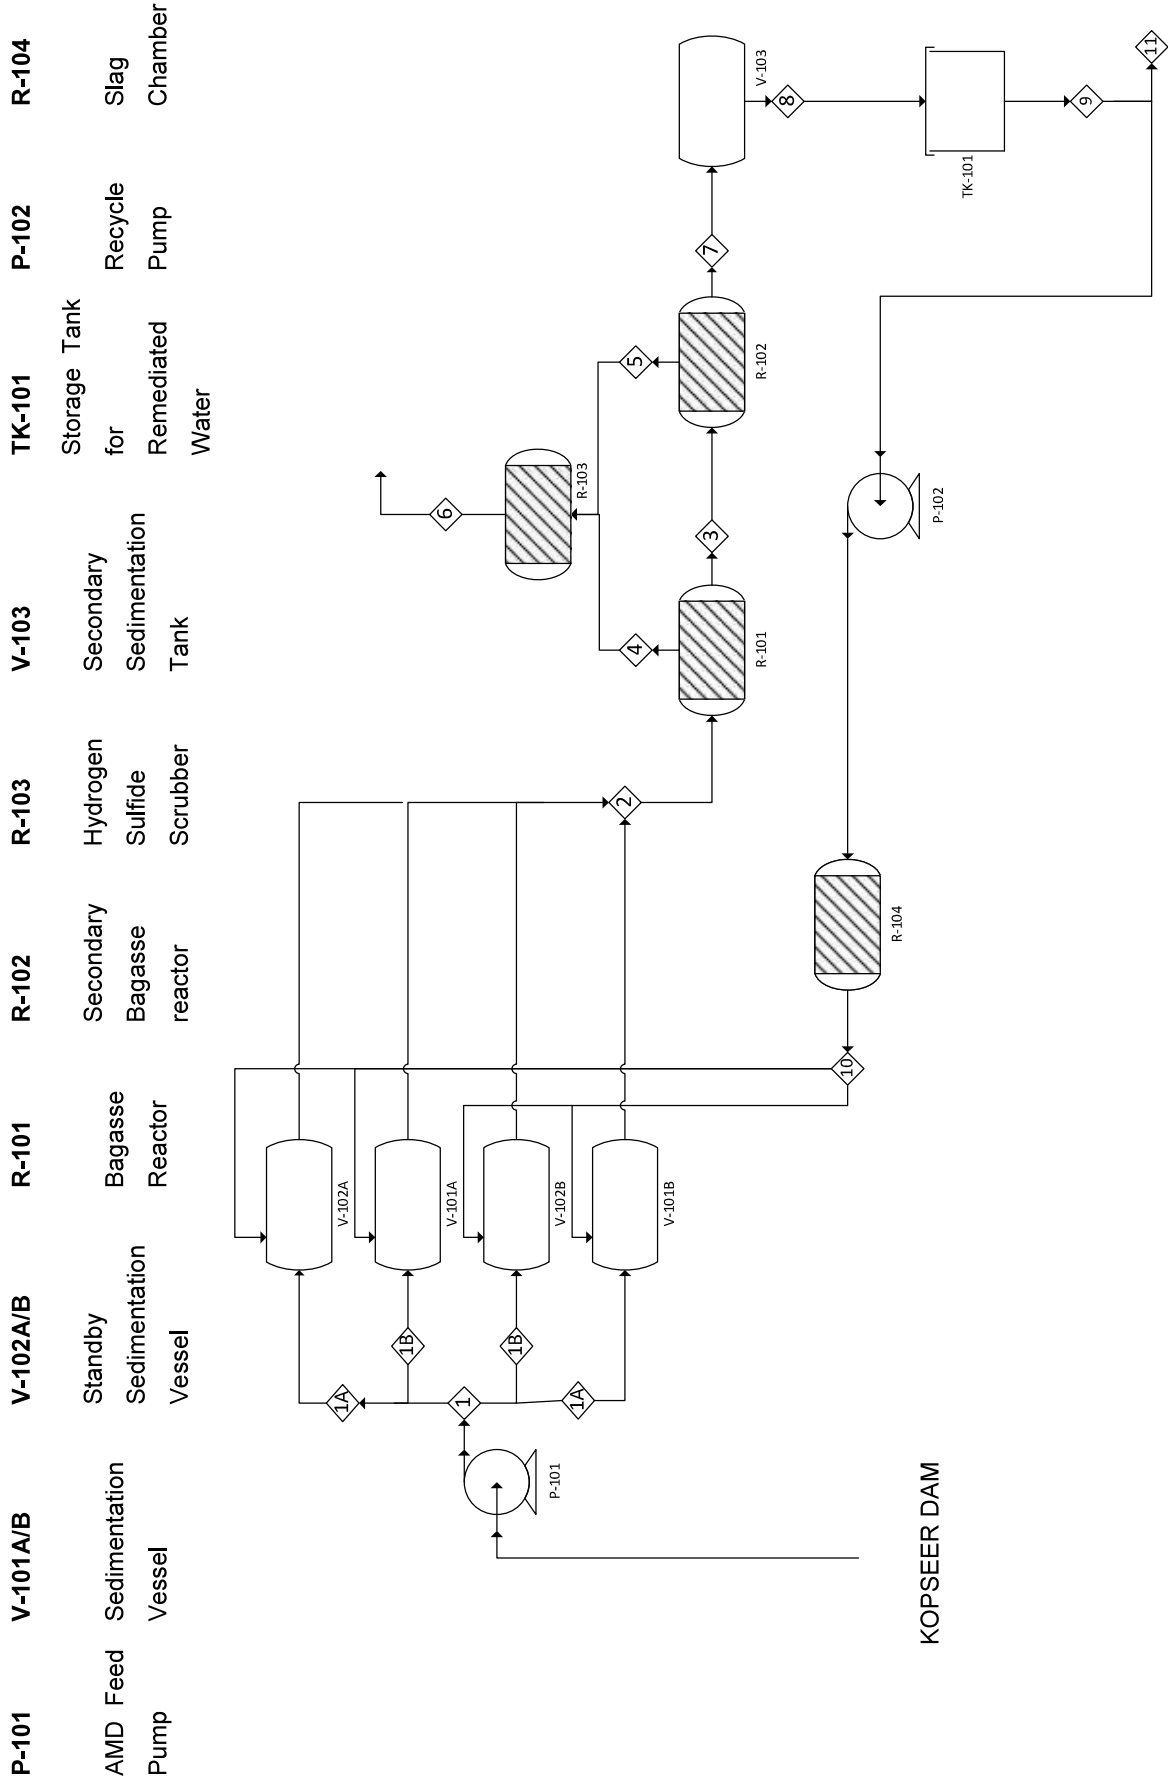 P-101 V-101A/B V-102A/B R-101 R-102 R-103 V-103 TK-101 P-102 R-104
AMD Feed
Pump
Sedimentation
Vessel
Standby
Sedimentation
Vessel
Bagasse
Reactor
Secondary
Bagasse
reactor
Hydrogen
Sulfide
Scrubber
Secondary
Sedimentation
Tank
Storage Tank
for
Remediated
Water
Recycle
Pump
Slag
Chamber
V-102A
V-101A
V-102B
V-101B
1A
1B
1
1B
1A
P-101
KOPSEER DAM
2
10
R-104
R-101
3
4
R-103
6
5
R-102
7
V-103
8
TK-101
9
11
P-102